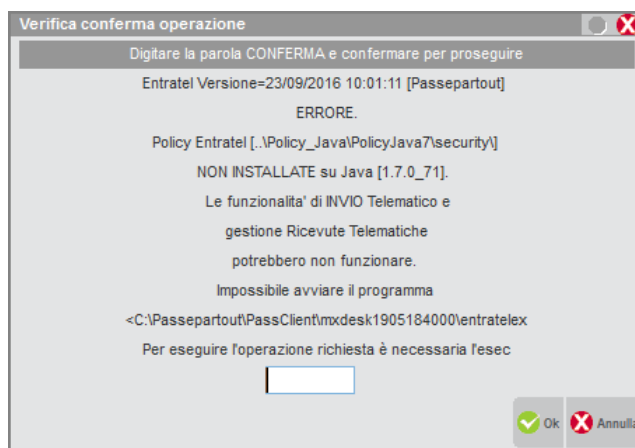 Verifica conferma operazione
Digitare la parola CONFERMA e confermare per proseguire
Entratel Versione=23/09/2016 10:01:11 [Passepartout]
ERRORE.
Policy Entratel [..\Policy_Java\PolicyJava7\security\]
NON INSTALLATE su Java [1.7.0_71].
Le funzionalita' di INVIO Telematico e
gestione Ricevute Telematiche
potrebbero non funzionare.
Impossibile avviare il programma
<C:\Passepartout\PassClient\mxdesk1905184000\entratelex
Per eseguire l'operazione richiesta è necessaria l'esec
Ok Annulla